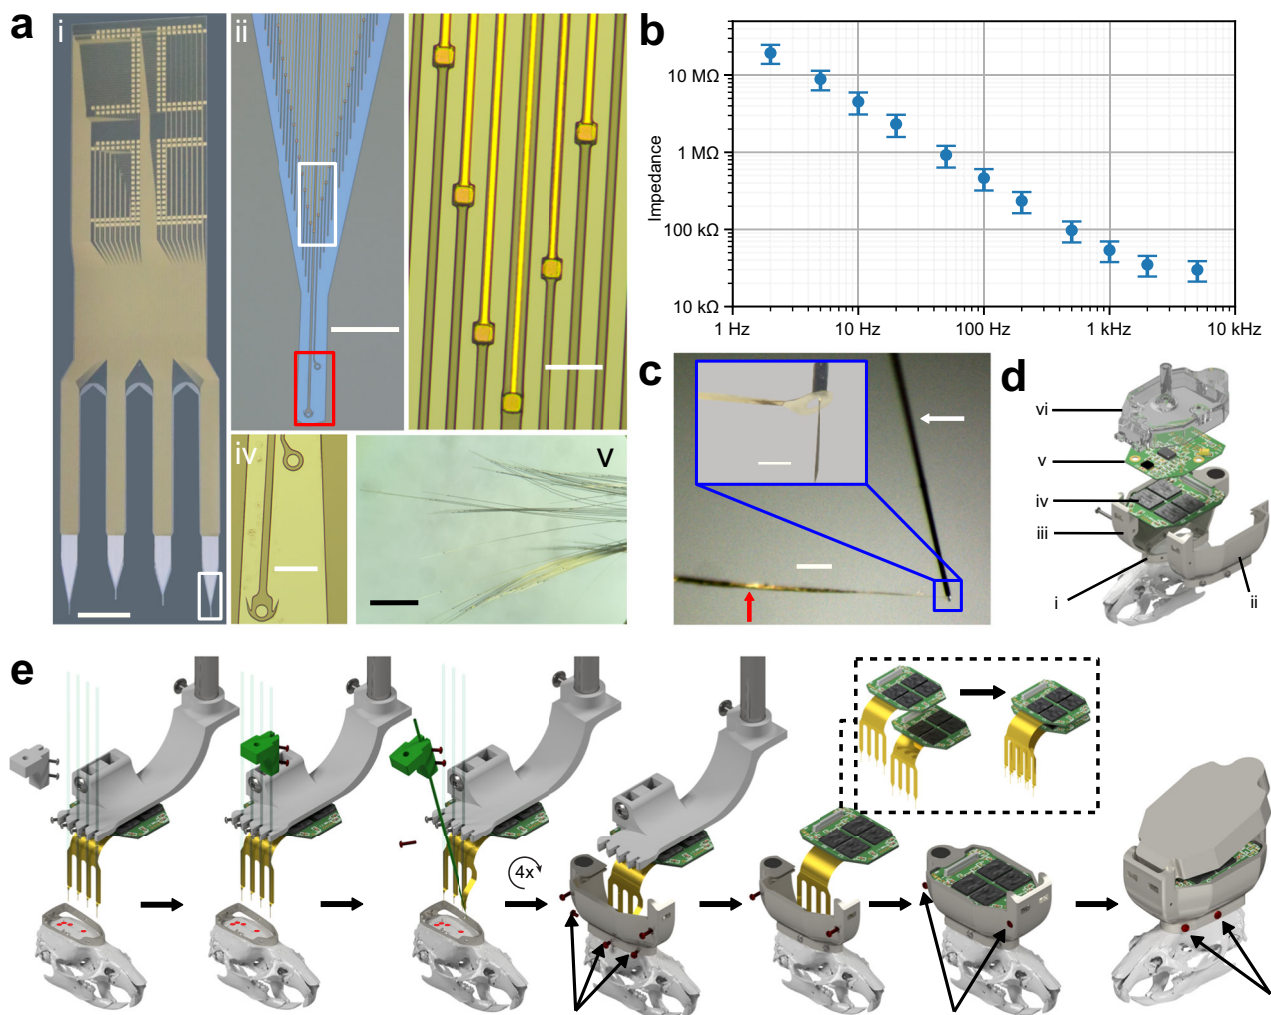 a
i
ii
iv
v
b
Impedance
10 MΩ
1 MΩ
100 kΩ
10 kΩ
1 Hz
10 Hz
100 Hz
1 kHz
10 kHz
c
d
vi
v
iv
iii
i
ii
e
4x